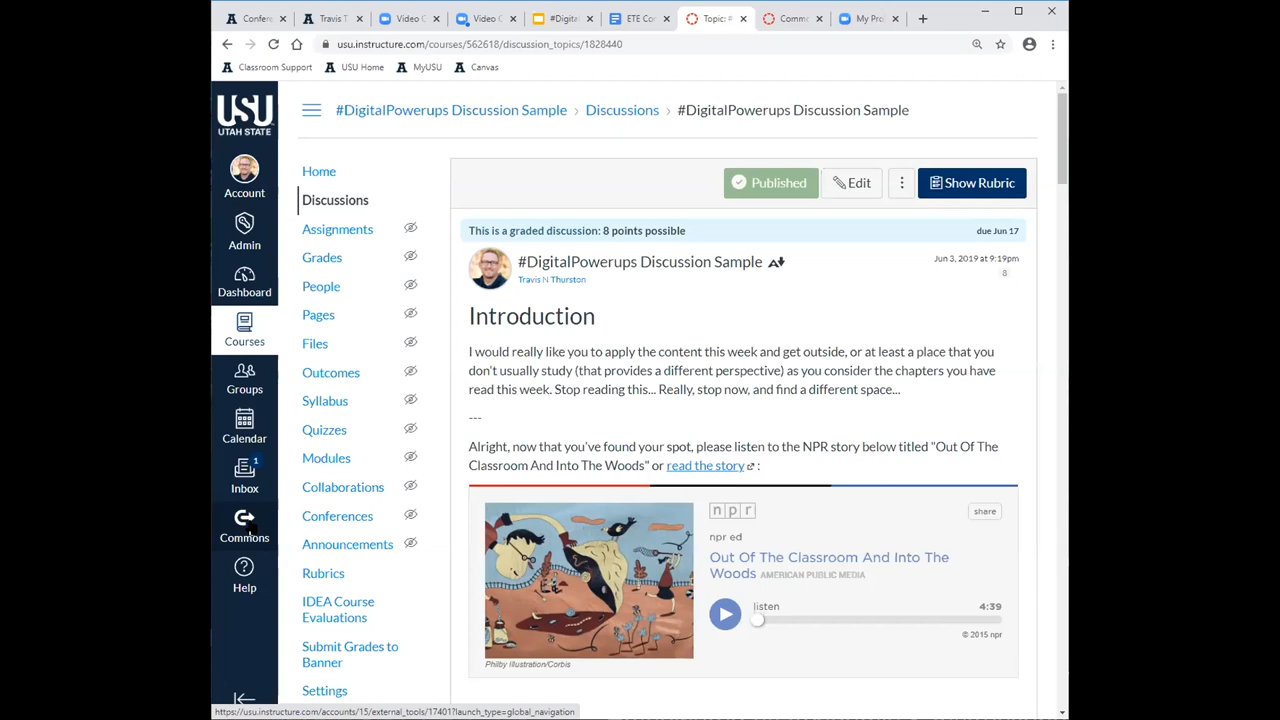 Confere
Travis T
Video C
Video C
#Digital
ETE Cor
Topic: #
Commo
My Pro
usu.instructure.com/courses/562618/discussion_topics/1828440
Classroom Support
USU Home
MyUSU
Canvas
USU
UTAH STATE
Account
Admin
Dashboard
Courses
Groups
Calendar
1
Inbox
Commons
Help
#DigitalPowerups Discussion Sample › Discussions › #DigitalPowerups Discussion Sample
Home
Discussions
Assignments
Grades
People
Pages
Files
Outcomes
Syllabus
Quizzes
Modules
Collaborations
Conferences
Announcements
Rubrics
IDEA Course
Evaluations
Submit Grades to
Banner
Settings
Published
Edit
Show Rubric
This is a graded discussion: 8 points possible
due Jun 17
#DigitalPowerups Discussion Sample
Travis N Thurston
Jun 3, 2019 at 9:19pm
8
Introduction
I would really like you to apply the content this week and get outside, or at least a place that you
don't usually study (that provides a different perspective) as you consider the chapters you have
read this week. Stop reading this... Really, stop now, and find a different space...
---
Alright, now that you've found your spot, please listen to the NPR story below titled "Out Of The
Classroom And Into The Woods" or read the story :
npr
share
npr ed
Out Of The Classroom And Into The
Woods AMERICAN PUBLIC MEDIA
listen
4:39
© 2015 npr
Philby Illustration/Corbis
https://usu.instructure.com/accounts/15/external_tools/17401?launch_type=global_navigation